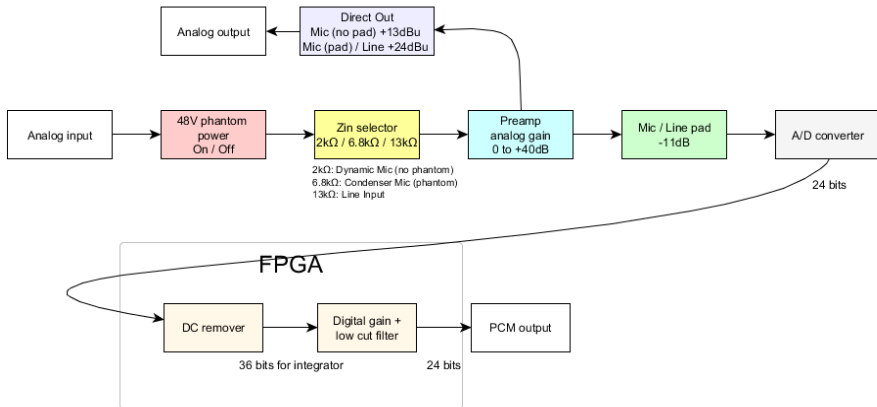 Direct Out
Mic (no pad) +13dBu
Mic (pad) / Line +24dBu
Analog output
Analog input
48V phantom
power
On / Off
Zin selector
2kΩ / 6.8kΩ / 13kΩ
Preamp
analog gain
0 to +40dB
Mic / Line pad
-11dB
A/D converter
2kΩ: Dynamic Mic (no phantom)
6.8kΩ: Condenser Mic (phantom)
13kΩ: Line Input
24 bits
FPGA
DC remover
Digital gain +
low cut filter
PCM output
36 bits for integrator
24 bits